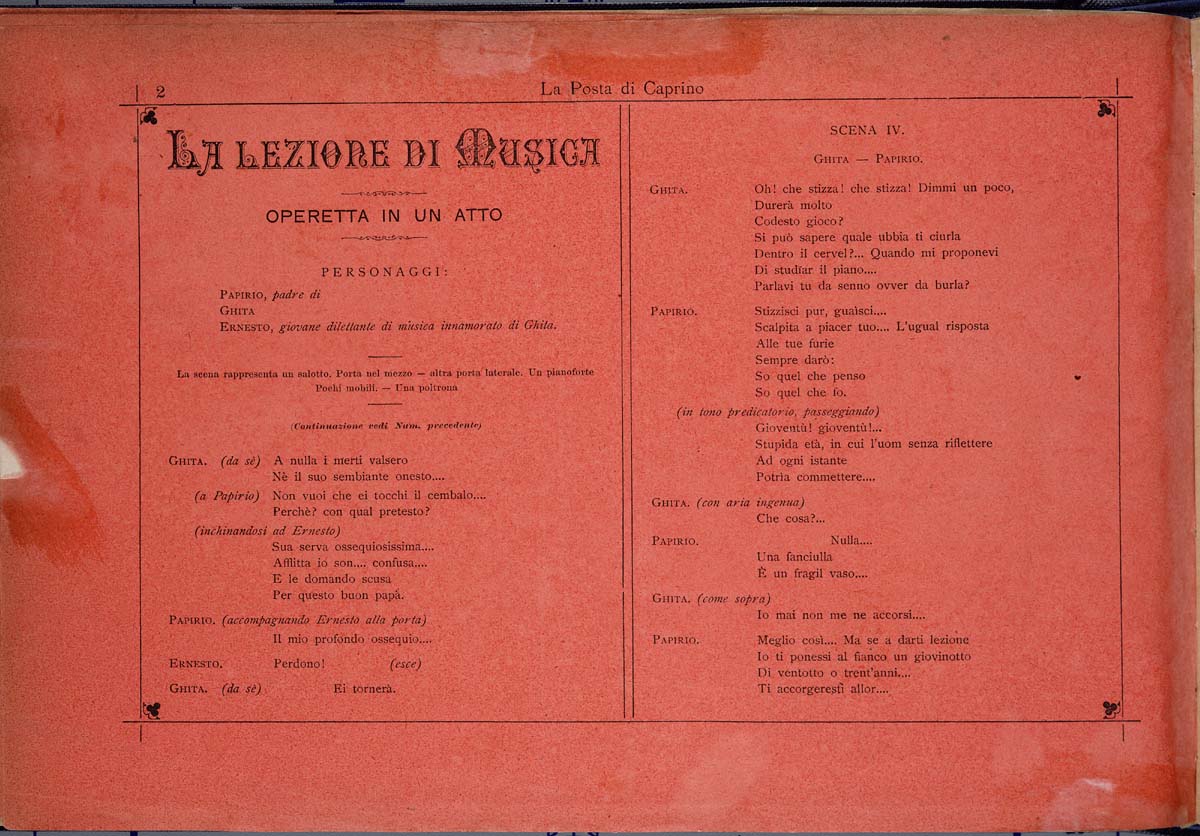 2
La Posta di Caprino
LA LEZIONE DI MUSICA
OPERETTA IN UN ATTO
PERSONAGGI:
PAPIRIO, padre di
GHITA
ERNESTO, giovane dilettante di musica innamorato di Ghita.
La scena rappresenta un salotto. Porta nel mezzo — altra porta laterale. Un pianoforte
Pochi mobili. — Una poltrona
(Continuazione vedi Num. precedente)
GHITA. (da sè) A nulla i merti valsero
Nè il suo sembiante onesto....
(a Papirio) Non vuoi che ei tocchi il cembalo....
Perchè? con qual pretesto?
(inchinandosi ad Ernesto)
Sua serva ossequiosissima....
Afflitta io son.... confusa....
E le domando scusa
Per questo buon papà.
PAPIRIO. (accompagnando Ernesto alla porta)
Il mio profondo ossequio....
ERNESTO. Perdono! (esce)
GHITA. (da sè) Ei tornerà.
SCENA IV.
GHITA — PAPIRIO.
GHITA. Oh! che stizza! che stizza! Dimmi un poco,
Durerà molto
Codesto gioco?
Si può sapere quale ubbia ti ciurla
Dentro il cervel?... Quando mi proponevi
Di studiar il piano....
Parlavi tu da senno ovver da burla?
PAPIRIO. Stizzisci pur, guaisci....
Scalpita a piacer tuo.... L'ugual risposta
Alle tue furie
Sempre darò:
So quel che penso
So quel che fo.
(in tono predicatorio, passeggiando)
Gioventù! gioventù!...
Stupida età, in cui l'uom senza riflettere
Ad ogni istante
Potria commettere....
GHITA. (con aria ingenua)
Che cosa?...
PAPIRIO. Nulla....
Una fanciulla
È un fragil vaso....
GHITA. (come sopra)
Io mai non me ne accorsi....
PAPIRIO. Meglio così.... Ma se a darti lezione
Io ti ponessi al fianco un giovinotto
Di ventotto o trent'anni....
Ti accorgeresti allor....